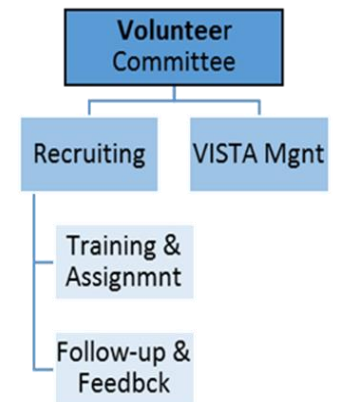 Volunteer
Committee
Recruiting
VISTA Mgnt
Training &
Assignmnt
Follow-up &
Feedbck